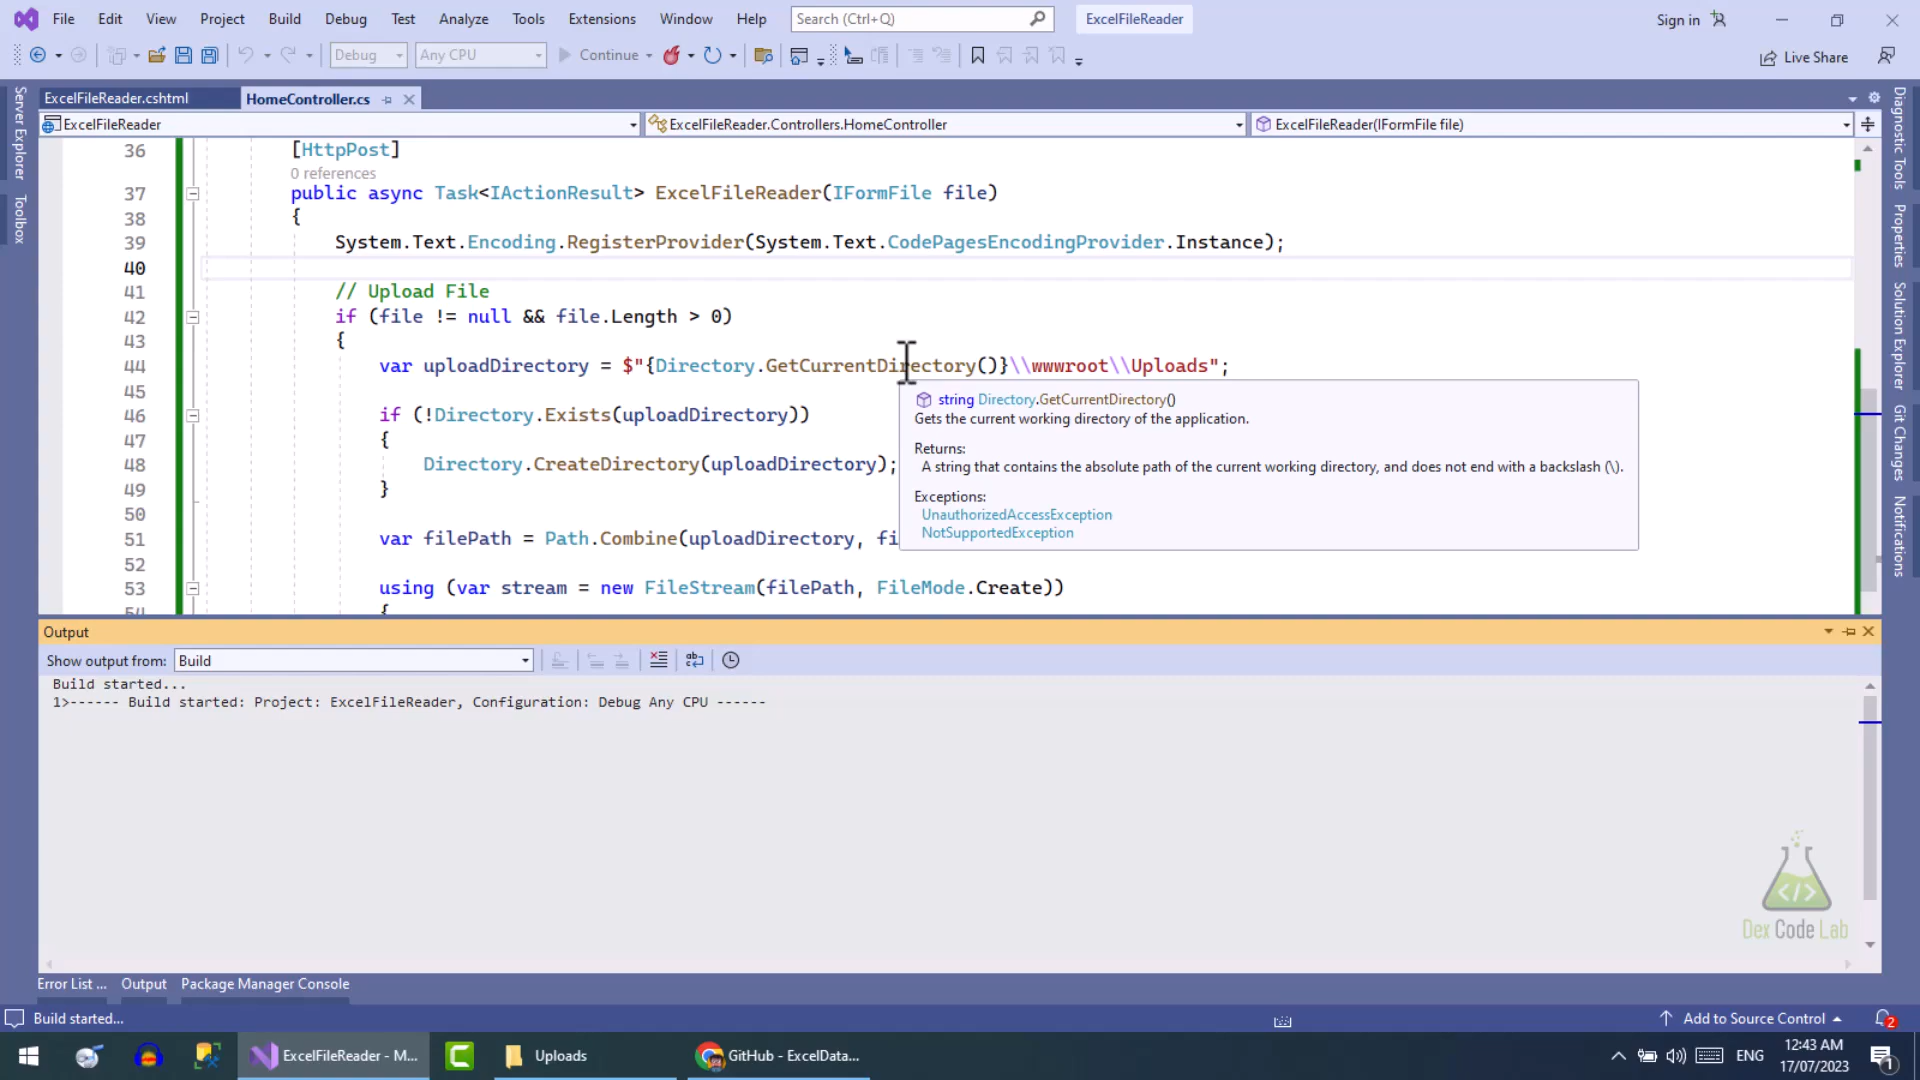 File Edit View Project Build Debug Test Analyze Tools Extensions Window Help Search (Ctrl+Q) ExcelFileReader Sign in
Debug Any CPU Continue Live Share
ExcelFileReader.cshtml HomeController.cs
ExcelFileReader ExcelFileReader.Controllers.HomeController ExcelFileReader(IFormFile file)
Server Explorer
Toolbox
36 [HttpPost]
0 references
37 public async Task<IActionResult> ExcelFileReader(IFormFile file)
38 {
39 System.Text.Encoding.RegisterProvider(System.Text.CodePagesEncodingProvider.Instance);
40
41 // Upload File
42 if (file != null && file.Length > 0)
43 {
44 var uploadDirectory = $"{Directory.GetCurrentDirectory()}\\wwwroot\\Uploads";
45
46 if (!Directory.Exists(uploadDirectory))
47 {
48 Directory.CreateDirectory(uploadDirectory);
49 }
50
51 var filePath = Path.Combine(uploadDirectory, fi
52
53 using (var stream = new FileStream(filePath, FileMode.Create))
54 {
string Directory.GetCurrentDirectory()
Gets the current working directory of the application.
Returns:
A string that contains the absolute path of the current working directory, and does not end with a backslash (\).
Exceptions:
UnauthorizedAccessException
NotSupportedException
Diagnostic Tools
Properties
Solution Explorer
Git Changes
Notifications
Output
Show output from: Build
Build started...
1>------ Build started: Project: ExcelFileReader, Configuration: Debug Any CPU ------
Dex Code Lab
Error List ... Output Package Manager Console
Build started... Add to Source Control 2
ExcelFileReader - M... Uploads GitHub - ExcelData... ENG 12:43 AM
17/07/2023 1